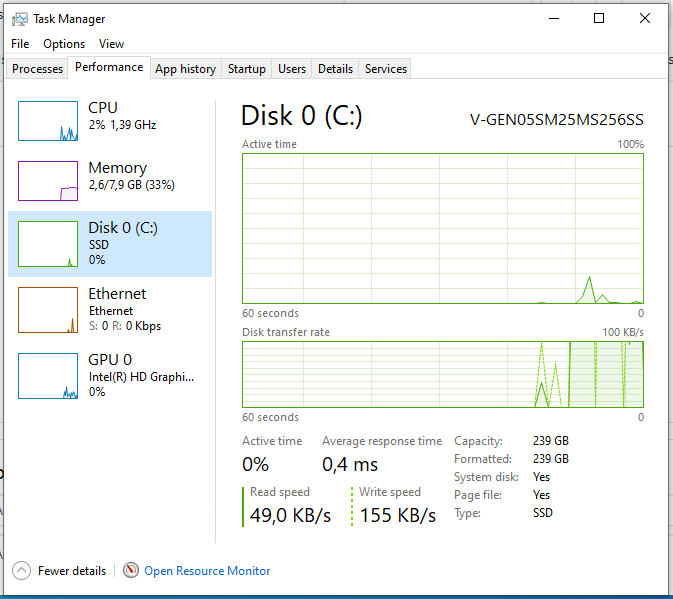 Task Manager
File Options View
Processes Performance App history Startup Users Details Services
CPU
2% 1,39 GHz
Memory
2,6/7,9 GB (33%)
Disk 0 (C:)
SSD
0%
Ethernet
Ethernet
S: 0 R: 0 Kbps
GPU 0
Intel(R) HD Graphi...
0%
Disk 0 (C:) V-GEN05SM25MS256SS
Active time 100%
60 seconds 0
Disk transfer rate 100 KB/s
60 seconds 0
Active time Average response time
0% 0,4 ms
Read speed Write speed
49,0 KB/s 155 KB/s
Capacity: 239 GB
Formatted: 239 GB
System disk: Yes
Page file: Yes
Type: SSD
Fewer details Open Resource Monitor